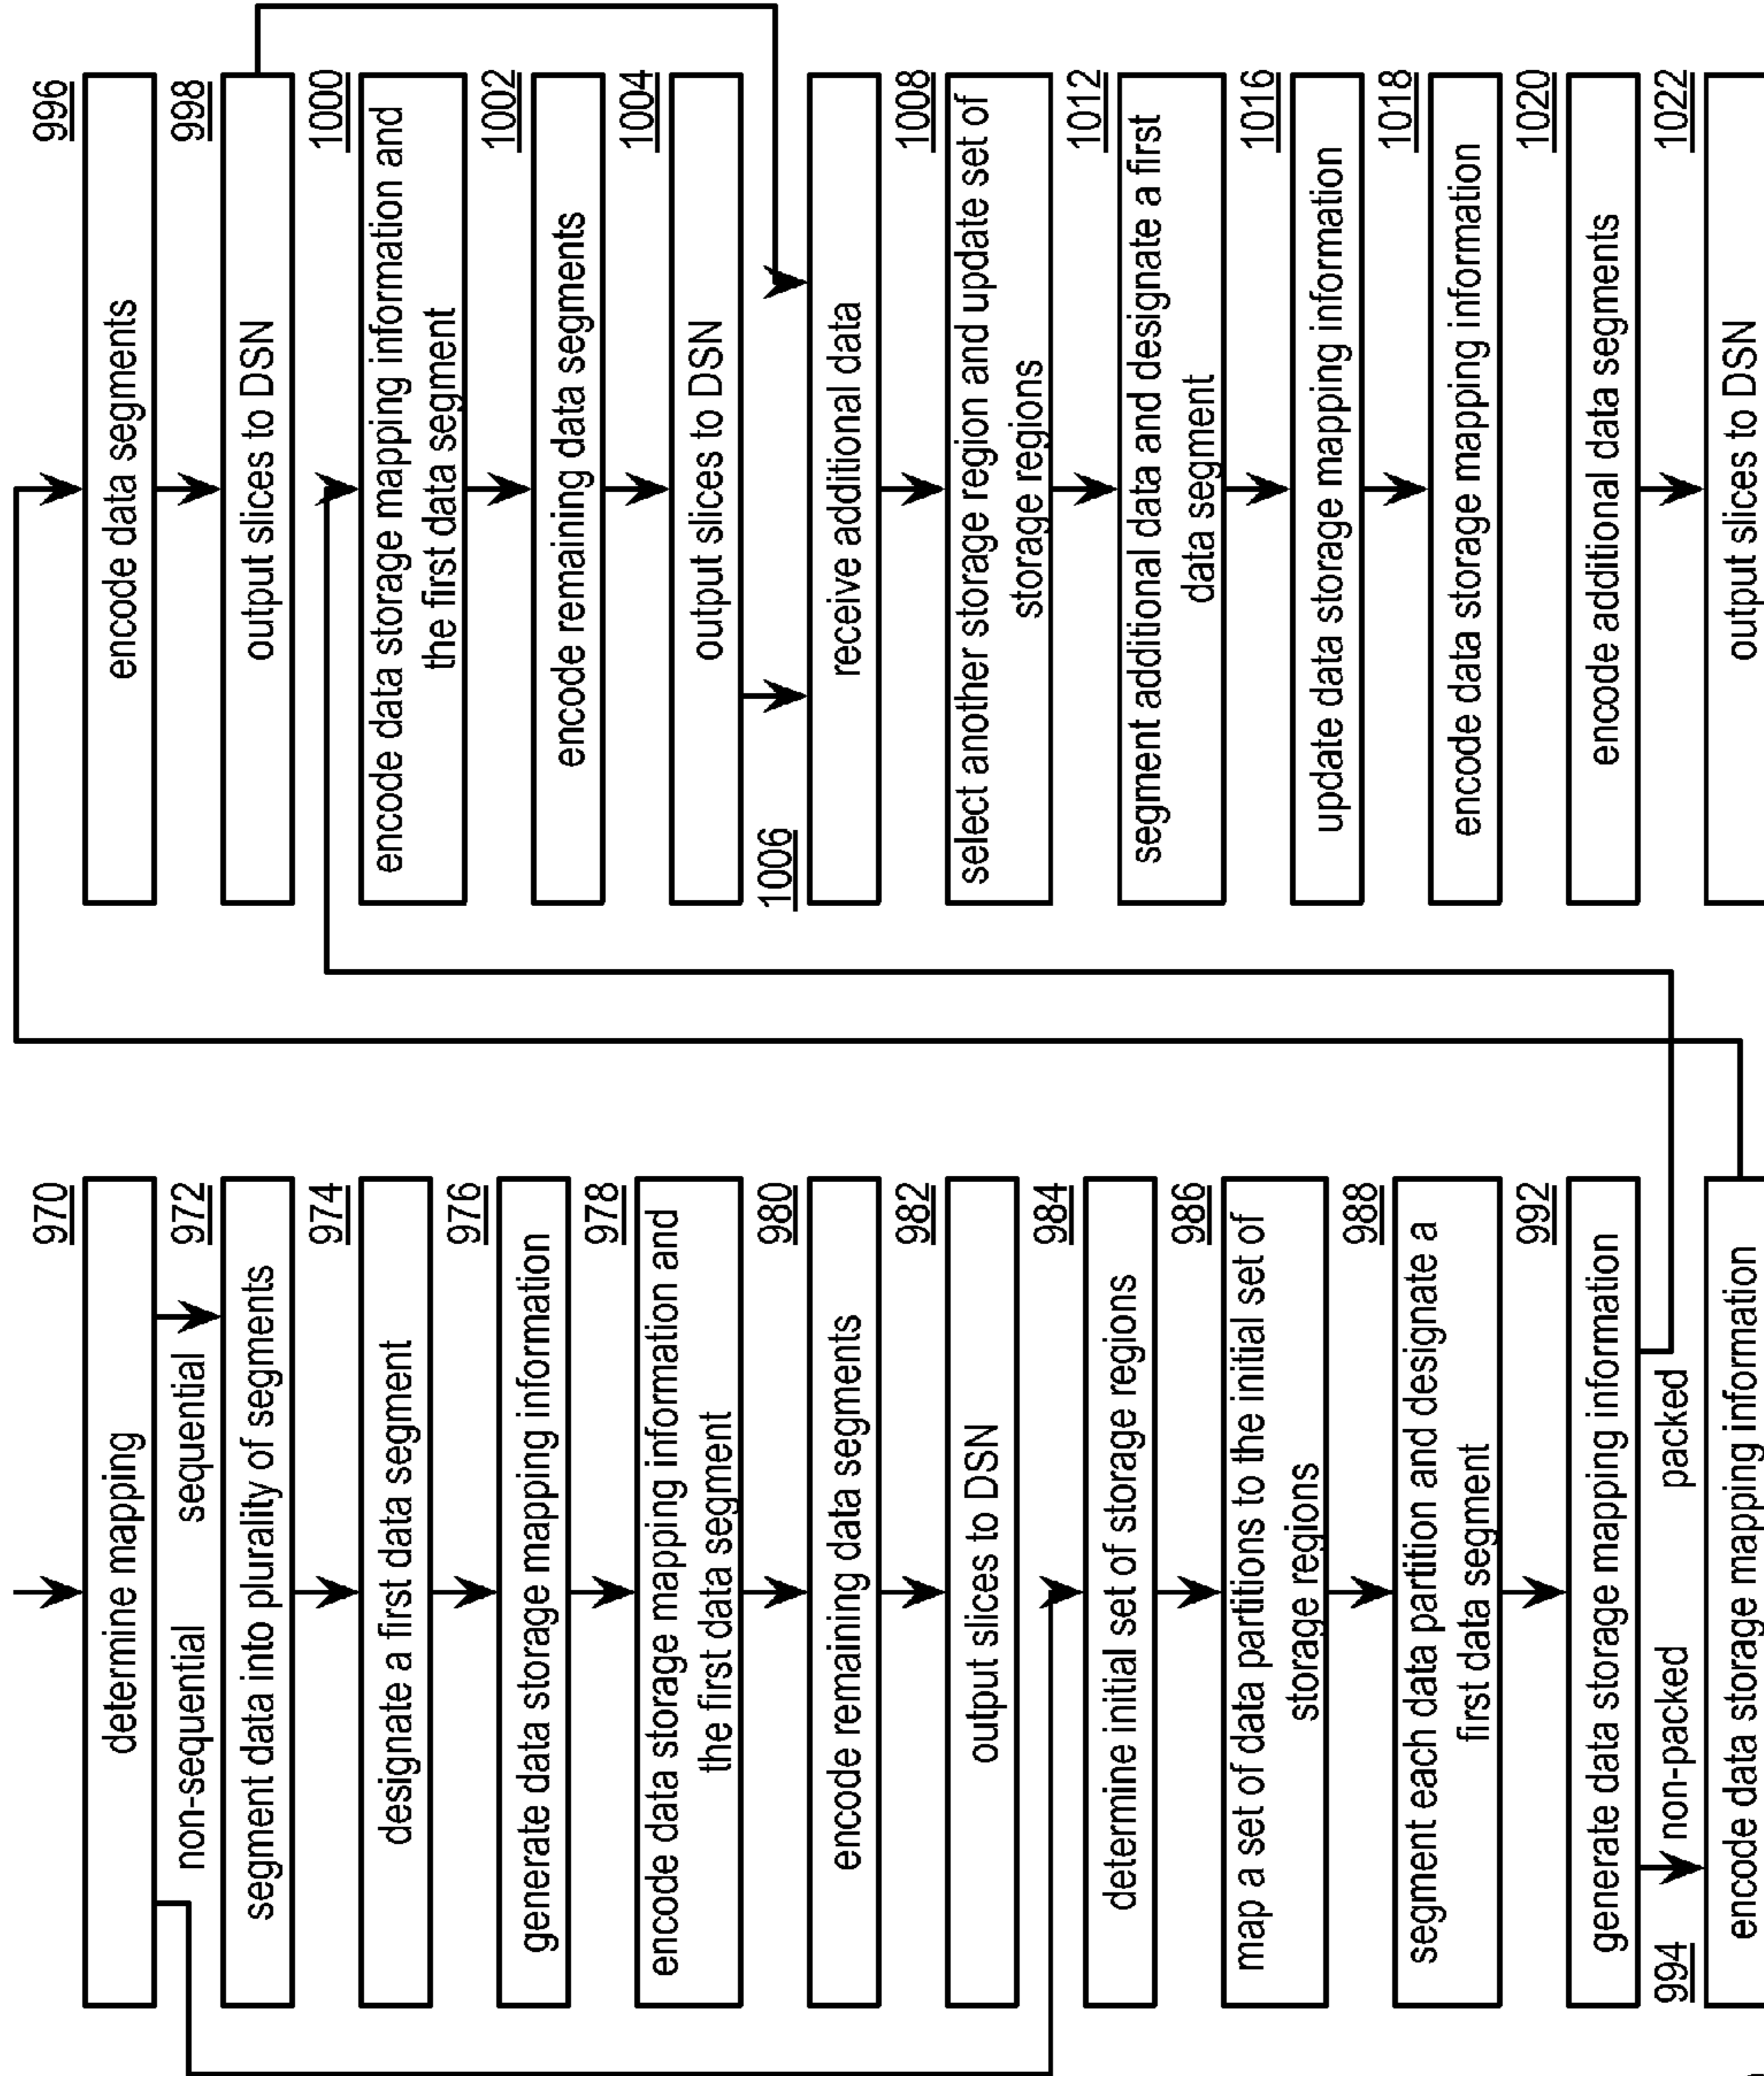 970
determine mapping
non-sequential
sequential
972
segment data into plurality of segments
974
designate a first data segment
976
generate data storage mapping information
978
encode data storage mapping information and
the first data segment
980
encode remaining data segments
982
output slices to DSN
984
determine initial set of storage regions
986
map a set of data partitions to the initial set of
storage regions
988
segment each data partition and designate a
first data segment
992
generate data storage mapping information
994
non-packed
packed
encode data storage mapping information
996
encode data segments
998
output slices to DSN
1000
encode data storage mapping information and
the first data segment
1002
encode remaining data segments
1004
output slices to DSN
1006
receive additional data
1008
select another storage region and update set of
storage regions
1012
segment additional data and designate a first
data segment
1016
update data storage mapping information
1018
encode data storage mapping information
1020
encode additional data segments
1022
output slices to DSN